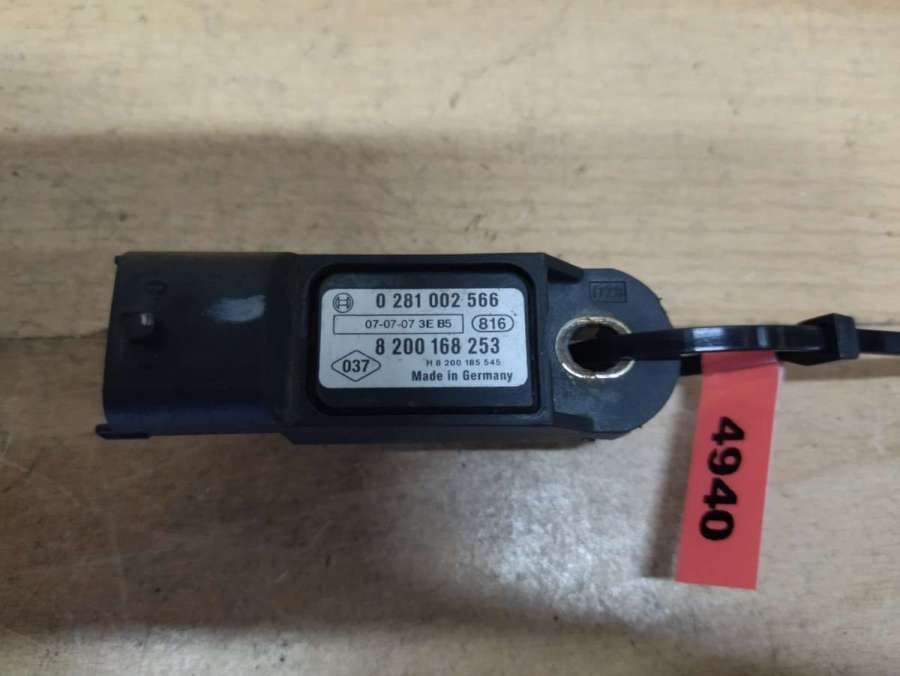 0 281 002 566
07-07-07 3E B5
816
8 200 168 253
037
H 8 200 185 545
Made in Germany
4940